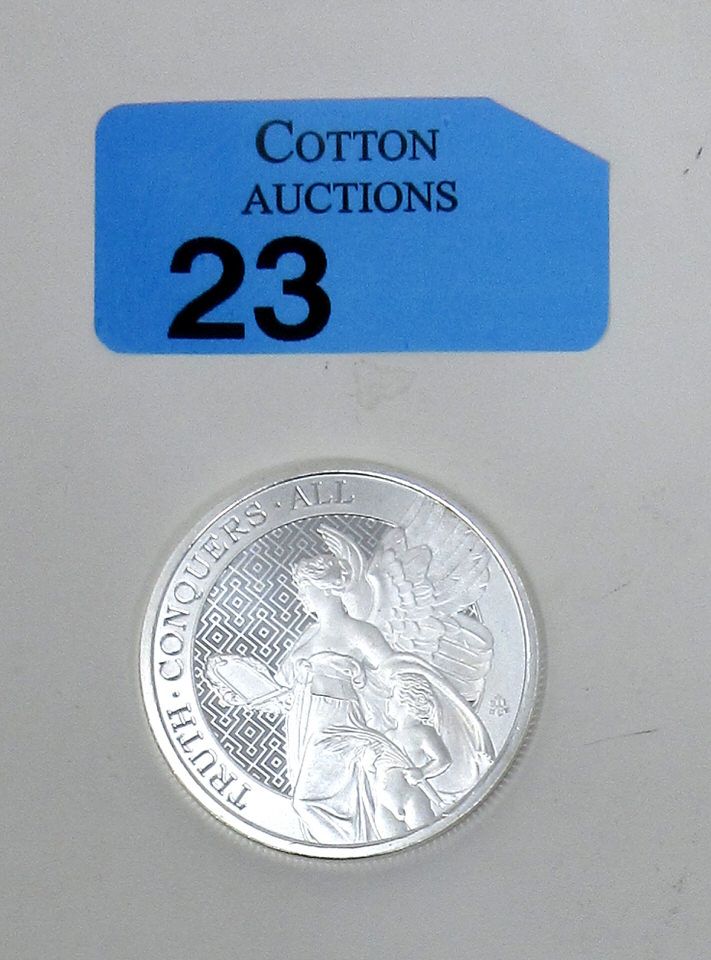 COTTON
AUCTIONS
23
TRUTH · CONQUERS · ALL